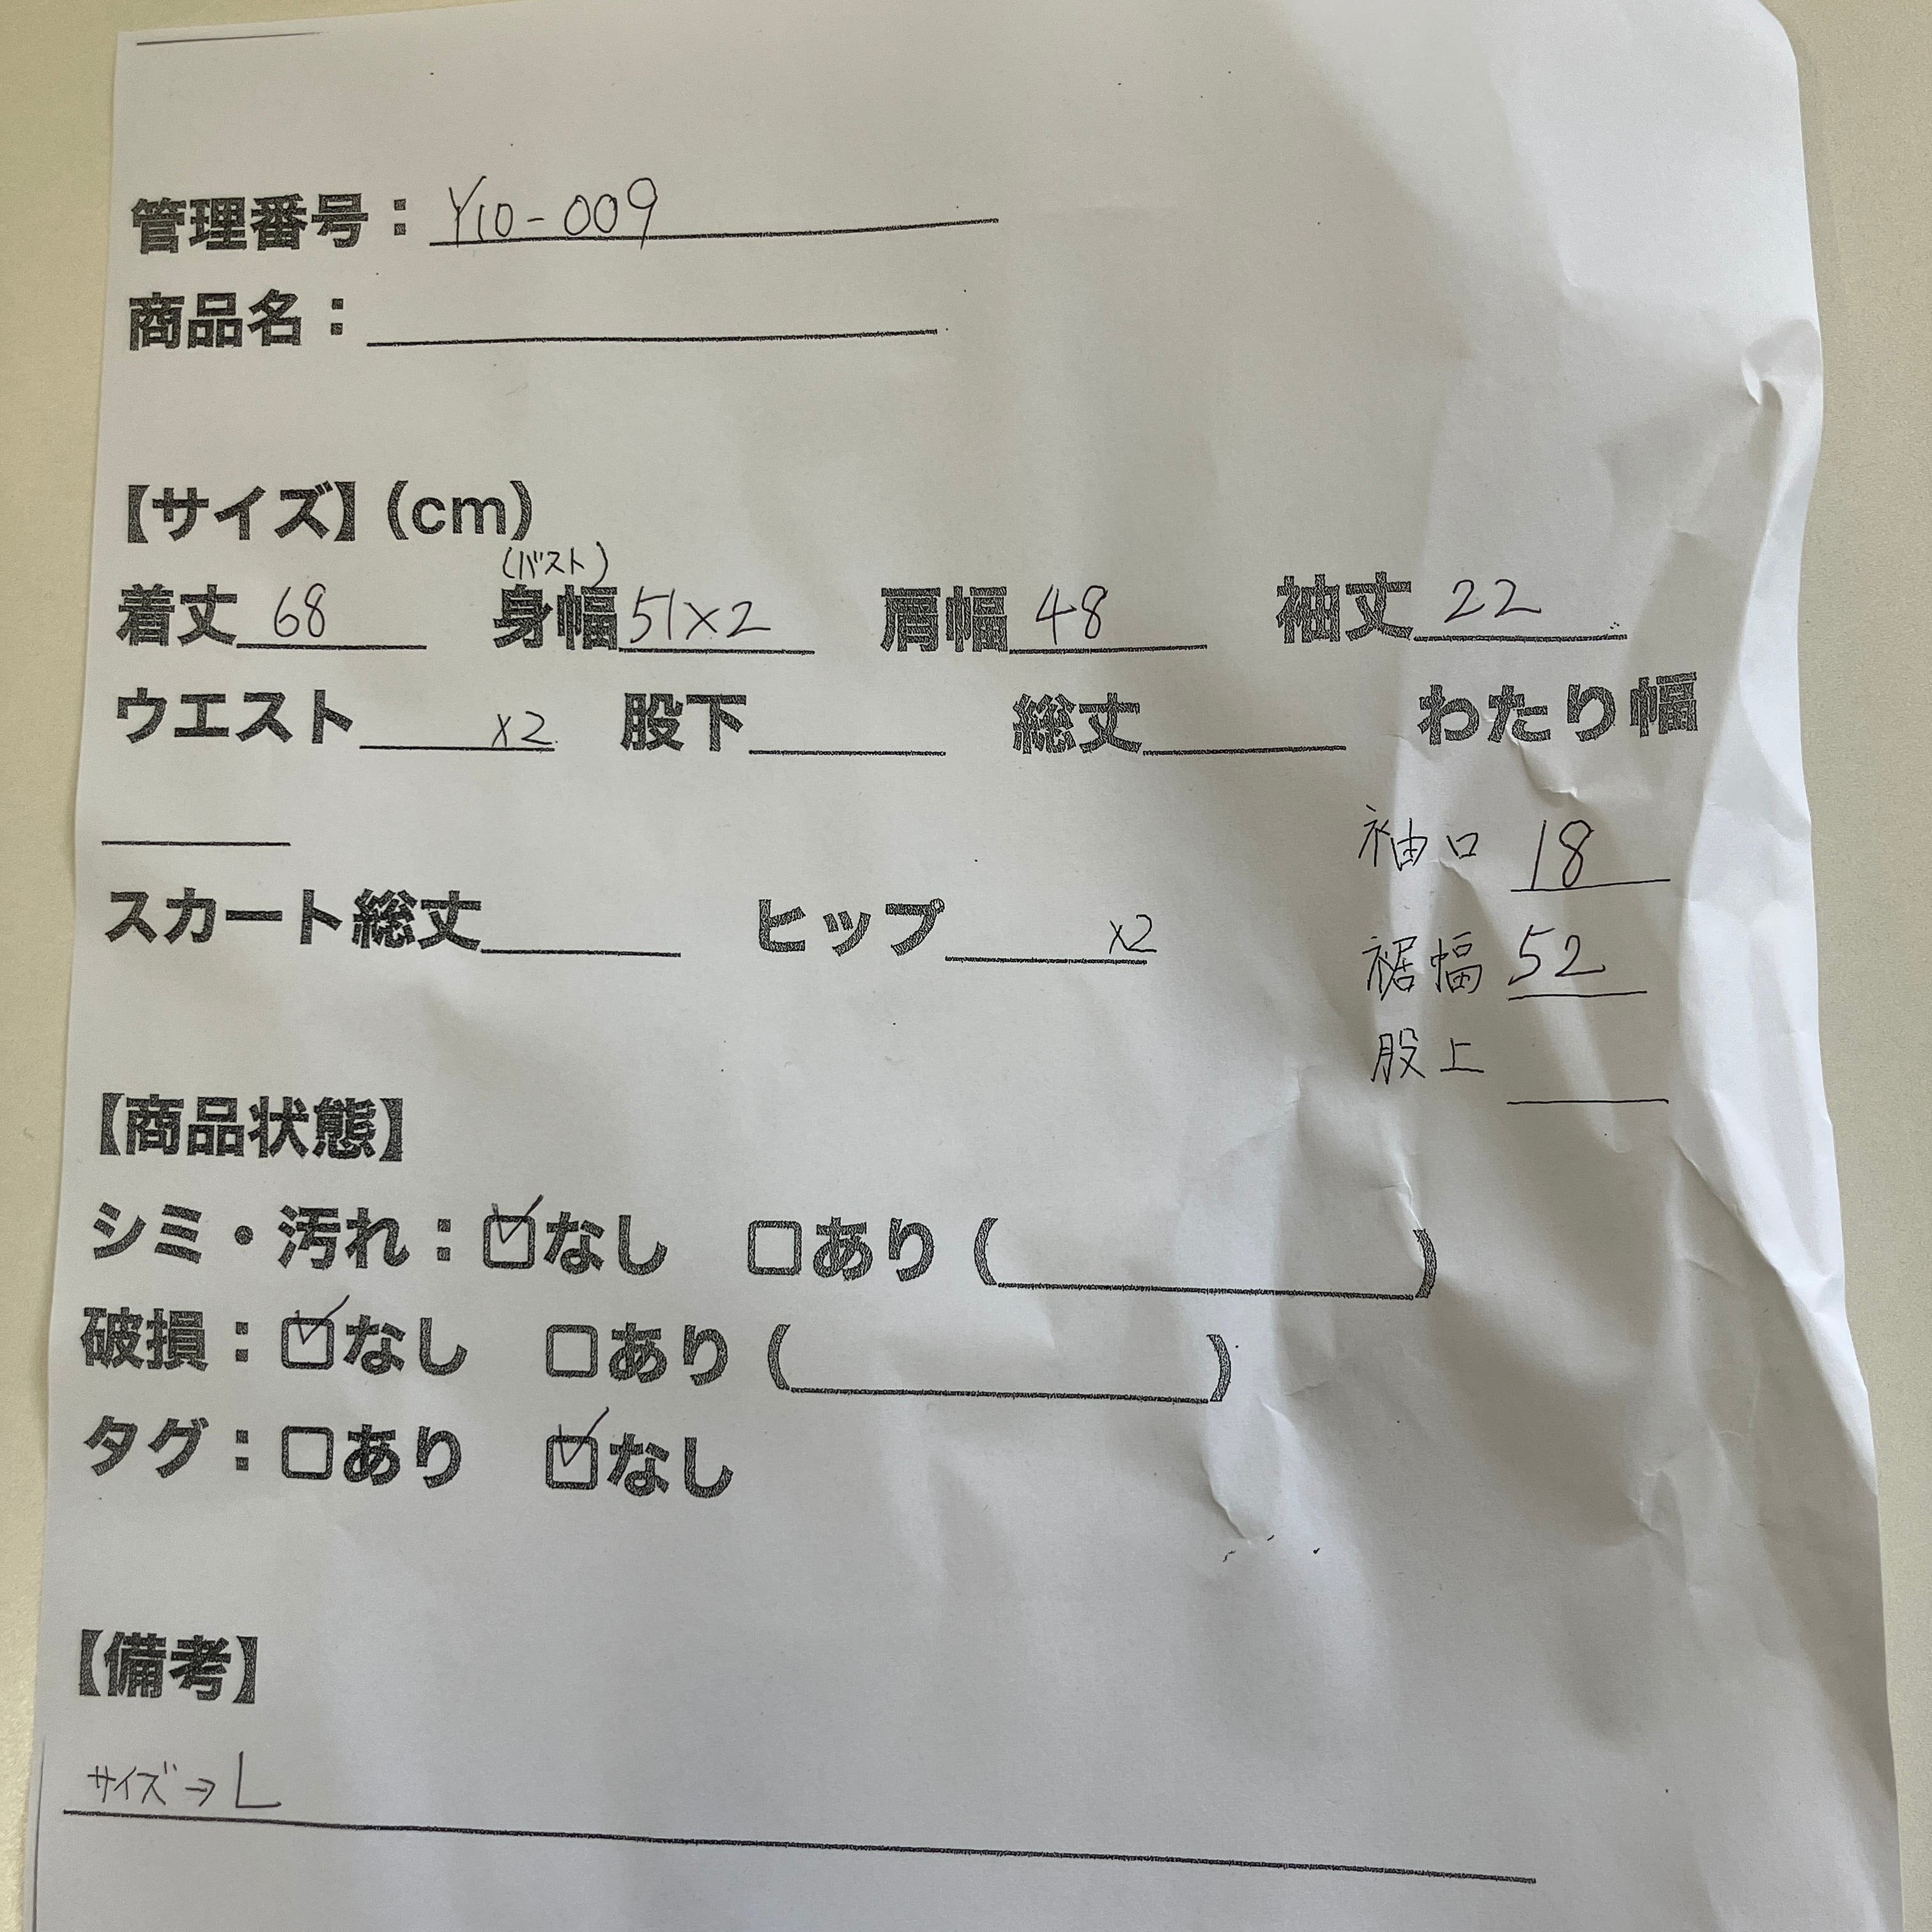 管理番号：Y10-009
商品名：
【サイズ】(cm)
(バスト)
着丈 68 身幅 51×2 肩幅 48 袖丈 22
ウエスト ×2 股下 総丈 わたり幅
袖口 18
スカート総丈 ヒップ ×2
裾幅 52
股上
【商品状態】
シミ・汚れ：☑なし □あり( )
破損：☑なし □あり( )
タグ：□あり ☑なし
【備考】
サイズ→L